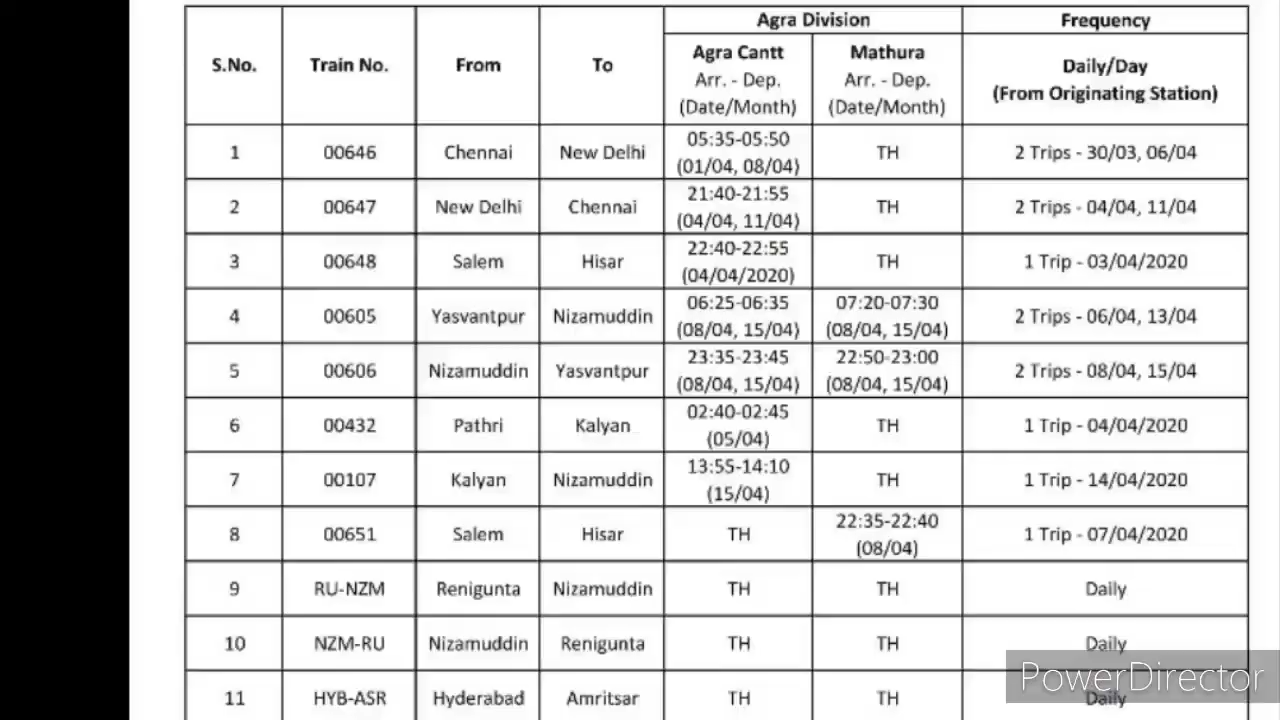 S.No. Train No. From To Agra Division Frequency
Agra Cantt Arr. - Dep. (Date/Month) Mathura Arr. - Dep. (Date/Month) Daily/Day (From Originating Station)
1 00646 Chennai New Delhi 05:35-05:50 (01/04, 08/04) TH 2 Trips - 30/03, 06/04
2 00647 New Delhi Chennai 21:40-21:55 (04/04, 11/04) TH 2 Trips - 04/04, 11/04
3 00648 Salem Hisar 22:40-22:55 (04/04/2020) TH 1 Trip - 03/04/2020
4 00605 Yasvantpur Nizamuddin 06:25-06:35 (08/04, 15/04) 07:20-07:30 (08/04, 15/04) 2 Trips - 06/04, 13/04
5 00606 Nizamuddin Yasvantpur 23:35-23:45 (08/04, 15/04) 22:50-23:00 (08/04, 15/04) 2 Trips - 08/04, 15/04
6 00432 Pathri Kalyan 02:40-02:45 (05/04) TH 1 Trip - 04/04/2020
7 00107 Kalyan Nizamuddin 13:55-14:10 (15/04) TH 1 Trip - 14/04/2020
8 00651 Salem Hisar TH 22:35-22:40 (08/04) 1 Trip - 07/04/2020
9 RU-NZM Renigunta Nizamuddin TH TH Daily
10 NZM-RU Nizamuddin Renigunta TH TH Daily
11 HYB-ASR Hyderabad Amritsar TH TH Daily
PowerDirector